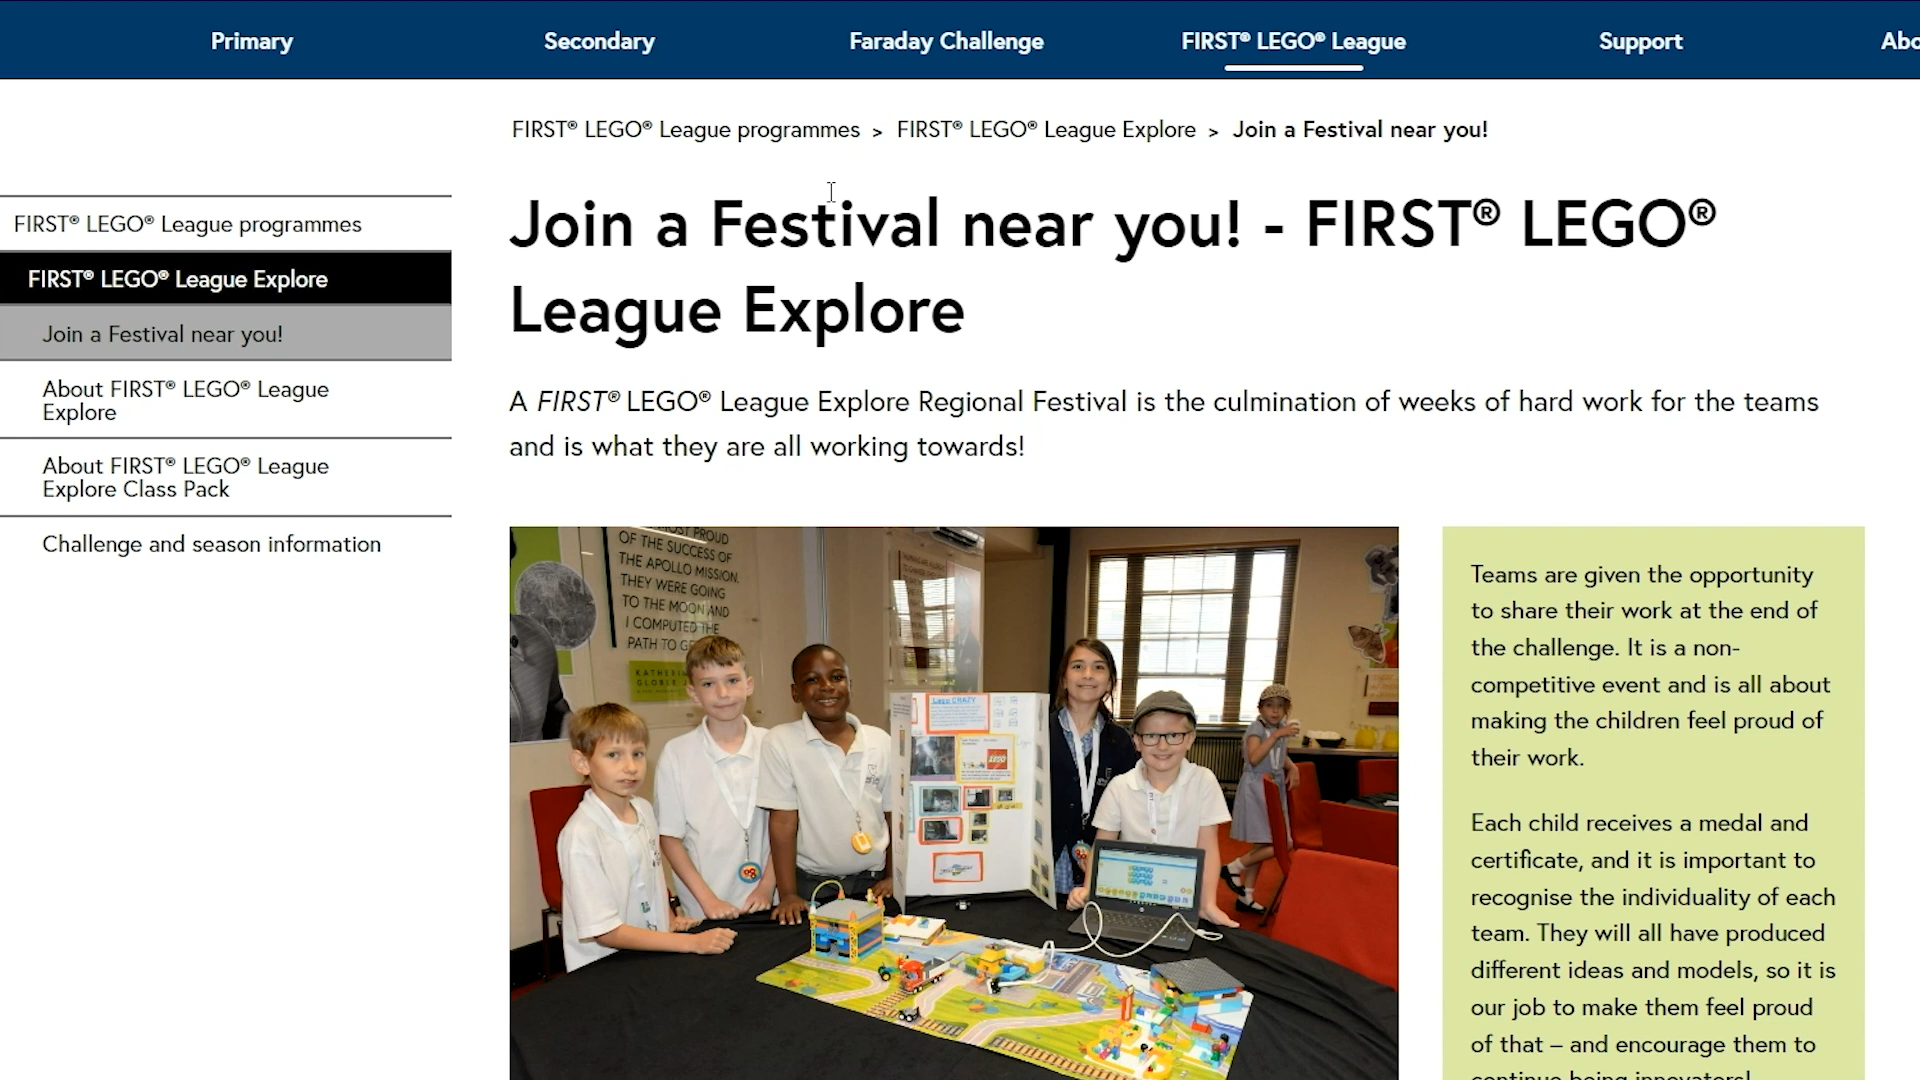 Primary
Secondary
Faraday Challenge
FIRST® LEGO® League
Support
FIRST® LEGO® League programmes > FIRST® LEGO® League Explore > Join a Festival near you!
FIRST® LEGO® League programmes
FIRST® LEGO® League Explore
Join a Festival near you!
About FIRST® LEGO® League
Explore
About FIRST® LEGO® League
Explore Class Pack
Challenge and season information
Join a Festival near you! - FIRST® LEGO®
League Explore
A FIRST® LEGO® League Explore Regional Festival is the culmination of weeks of hard work for the teams
and is what they are all working towards!
PROUD
OF THE SUCCESS OF
THE APOLLO MISSION.
THEY WERE GOING
TO THE MOON AND
I COMPUTED THE
PATH TO
Lego CRAZY
LEGO
Teams are given the opportunity
to share their work at the end of
the challenge. It is a non-
competitive event and is all about
making the children feel proud of
their work.
Each child receives a medal and
certificate, and it is important to
recognise the individuality of each
team. They will all have produced
different ideas and models, so it is
our job to make them feel proud
of that – and encourage them to
continue being innovators!